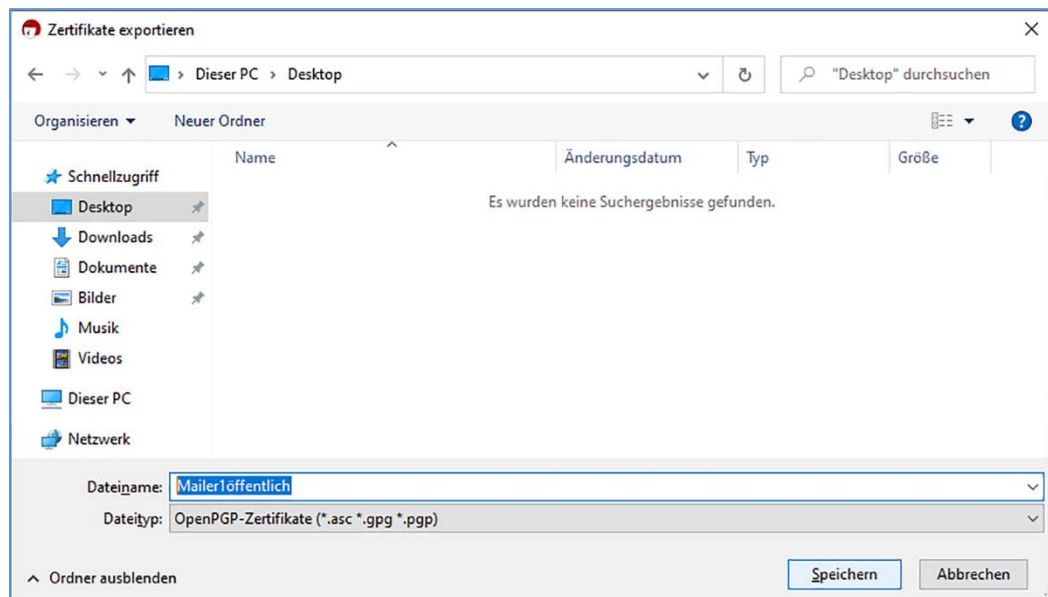 Zertifikate exportieren
Dieser PC > Desktop
"Desktop" durchsuchen
Organisieren
Neuer Ordner
Name
Änderungsdatum
Typ
Größe
Es wurden keine Suchergebnisse gefunden.
Schnellzugriff
Desktop
Downloads
Dokumente
Bilder
Musik
Videos
Dieser PC
Netzwerk
Dateiname: Mailer1öffentlich
Dateityp: OpenPGP-Zertifikate (*.asc *.gpg *.pgp)
Ordner ausblenden
Speichern
Abbrechen